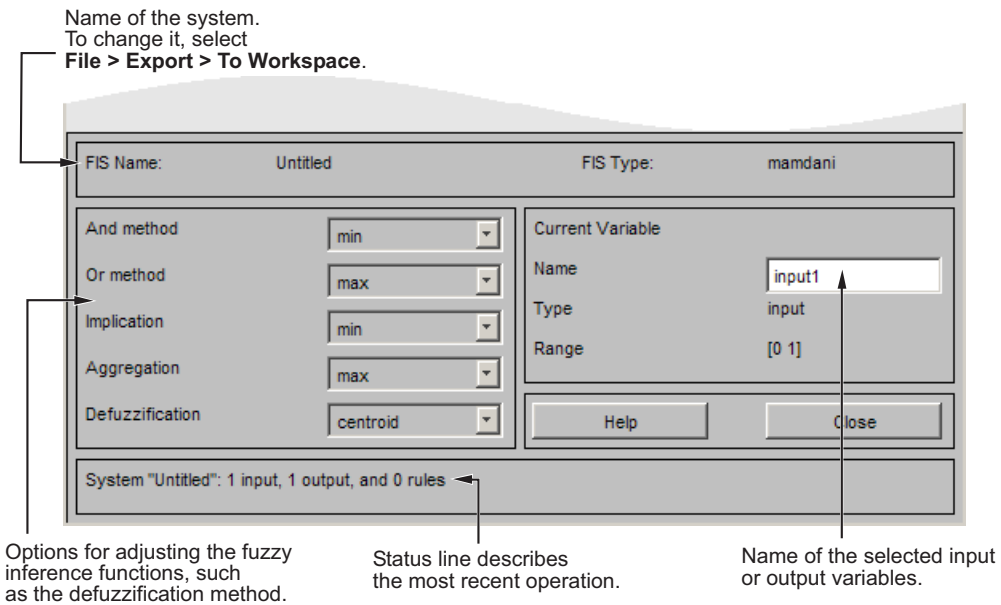 Name of the system.
To change it, select
File > Export > To Workspace.
FIS Name: Untitled FIS Type: mamdani
And method min
Or method max
Implication min
Aggregation max
Defuzzification centroid
Current Variable
Name input1
Type input
Range [0 1]
Help Close
System "Untitled": 1 input, 1 output, and 0 rules
Options for adjusting the fuzzy
inference functions, such
as the defuzzification method.
Status line describes
the most recent operation.
Name of the selected input
or output variables.